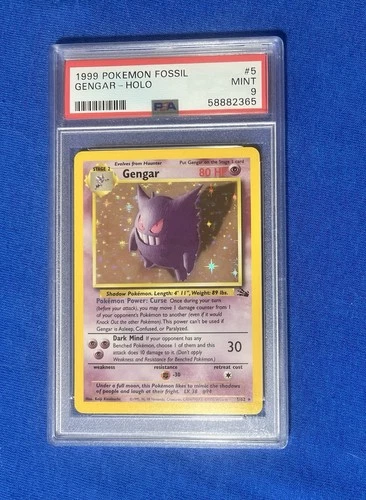 1999 POKEMON FOSSIL #5
GENGAR - HOLO MINT
9
PSA 58882365
Evolves from Haunter Put Gengar on the Stage 1 card
STAGE 2 Gengar 80 HP
Shadow Pokémon. Length: 4' 11", Weight: 89 lbs.
Pokémon Power: Curse Once during your turn
(before your attack), you may move 1 damage counter from 1
of your opponent's Pokémon to another (even if it would
Knock Out the other Pokémon). This power can't be used if
Gengar is Asleep, Confused, or Paralyzed.
Dark Mind If your opponent has any
Benched Pokémon, choose 1 of them and this
attack does 10 damage to it. (Don't apply
Weakness and Resistance for Benched Pokémon.)
30
weakness resistance retreat cost
-30
Under a full moon, this Pokémon likes to mimic the shadows
of people and laugh at their fright. LV. 38 #94
5/62